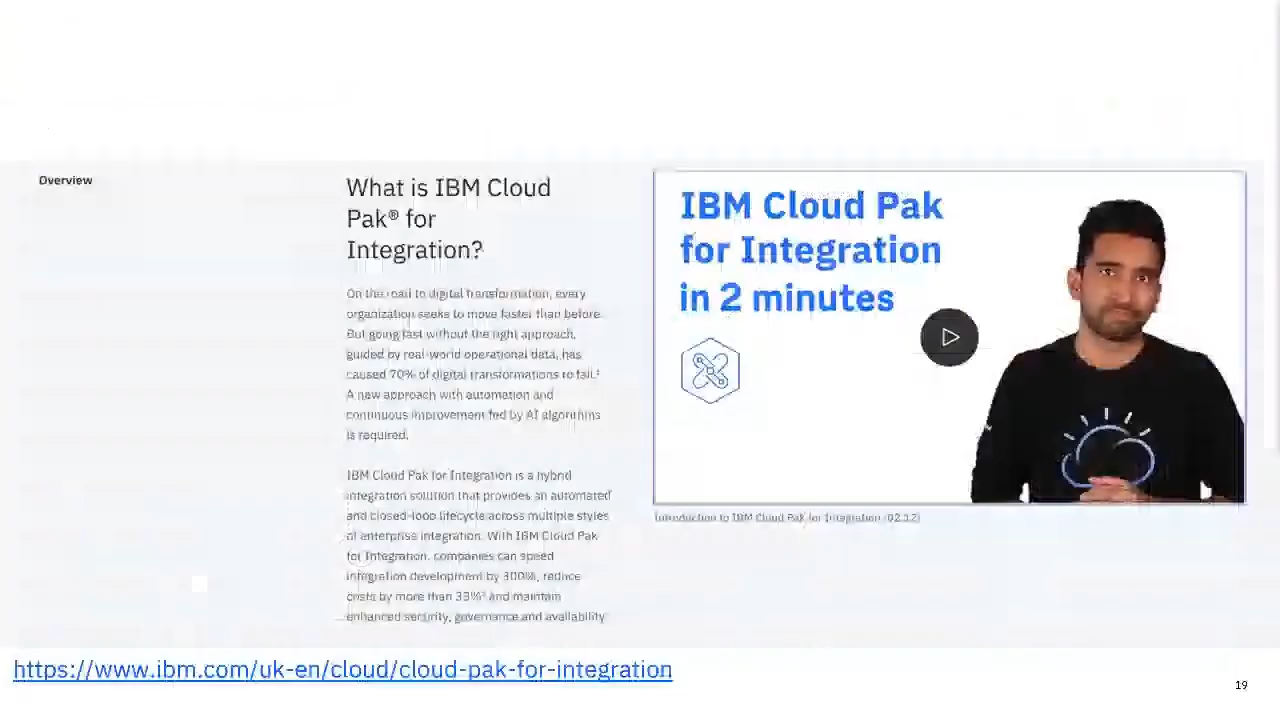 Overview
What is IBM Cloud
Pak® for
Integration?
On the road to digital transformation, every
organization seeks to move faster than before.
But going fast without the right approach,
guided by real-world operational data, has
caused 70% of digital transformations to fail.¹
A new approach with automation and
continuous improvement fed by AI algorithms
is required.
IBM Cloud Pak for Integration is a hybrid
integration solution that provides an automated
and closed-loop lifecycle across multiple styles
of enterprise integration. With IBM Cloud Pak
for Integration, companies can speed
integration development by 300%, reduce
costs by more than 33%² and maintain
enhanced security, governance and availability
IBM Cloud Pak
for Integration
in 2 minutes
Introduction to IBM Cloud Pak for Integration (02:12)
https://www.ibm.com/uk-en/cloud/cloud-pak-for-integration
19